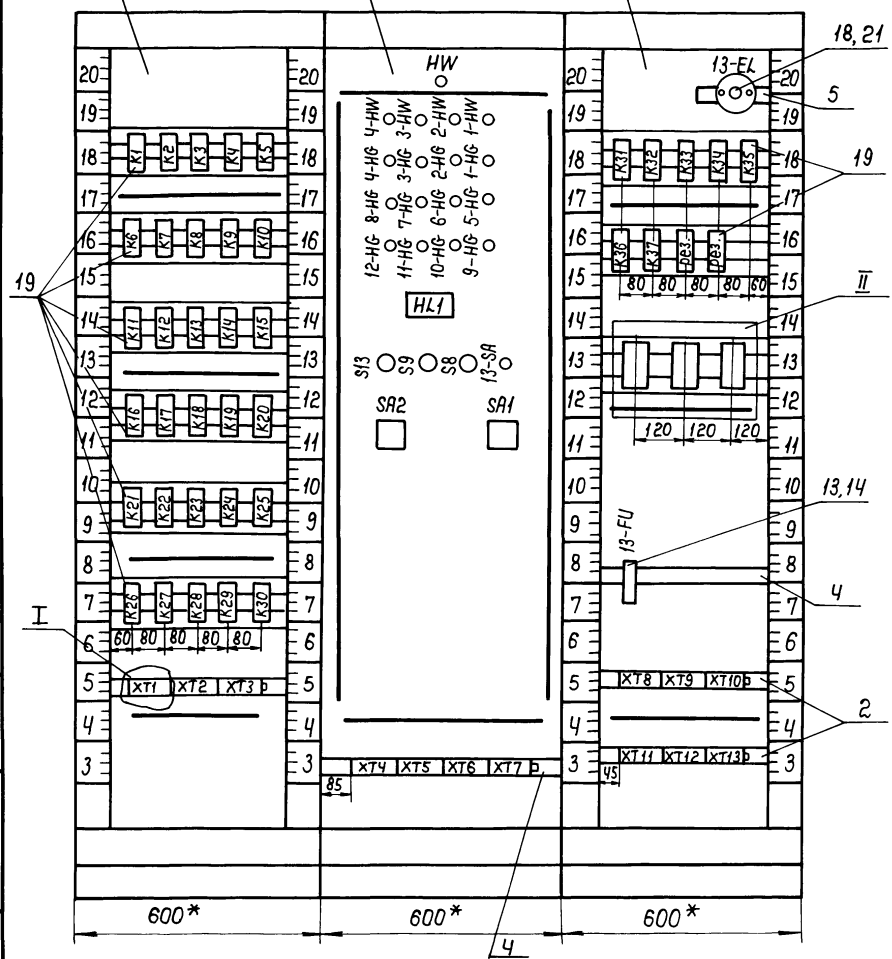 18, 21
5
19
II
13,14
4
2
19
I
4
20 20
19 19
18 K1 K2 K3 K4 K5 18
17 17
16 K6 K7 K8 K9 K10 16
15 15
14 K11 K12 K13 K14 K15 14
13 13
12 K16 K17 K18 K19 K20 12
11 11
10 10
9 K21 K22 K23 K24 K25 9
8 8
7 K26 K27 K28 K29 K30 7
6 60 80 80 80 80 6
5 XT1 XT2 XT3 5
4 4
3 3
HW
4-HW 3-HW 2-HW 1-HW
4-HG 3-HG 2-HG 1-HG
8-HG 7-HG 6-HG 5-HG
12-HG 11-HG 10-HG 9-HG
HL1
S13 S9 S8 13-SA
SA2 SA1
XT4 XT5 XT6 XT7
85
13-EL
20 20
19 19
18 K31 K32 K33 K34 K35 18
17 17
16 K36 K37 рез. рез. 16
15 80 80 80 80 60 15
14 14
13 13
12 12
11 120 120 120 11
10 10
9 13-FU 9
8 8
7 7
6 6
5 XT8 XT9 XT10 5
4 4
3 XT11 XT12 XT13 3
45
600* 600* 600*